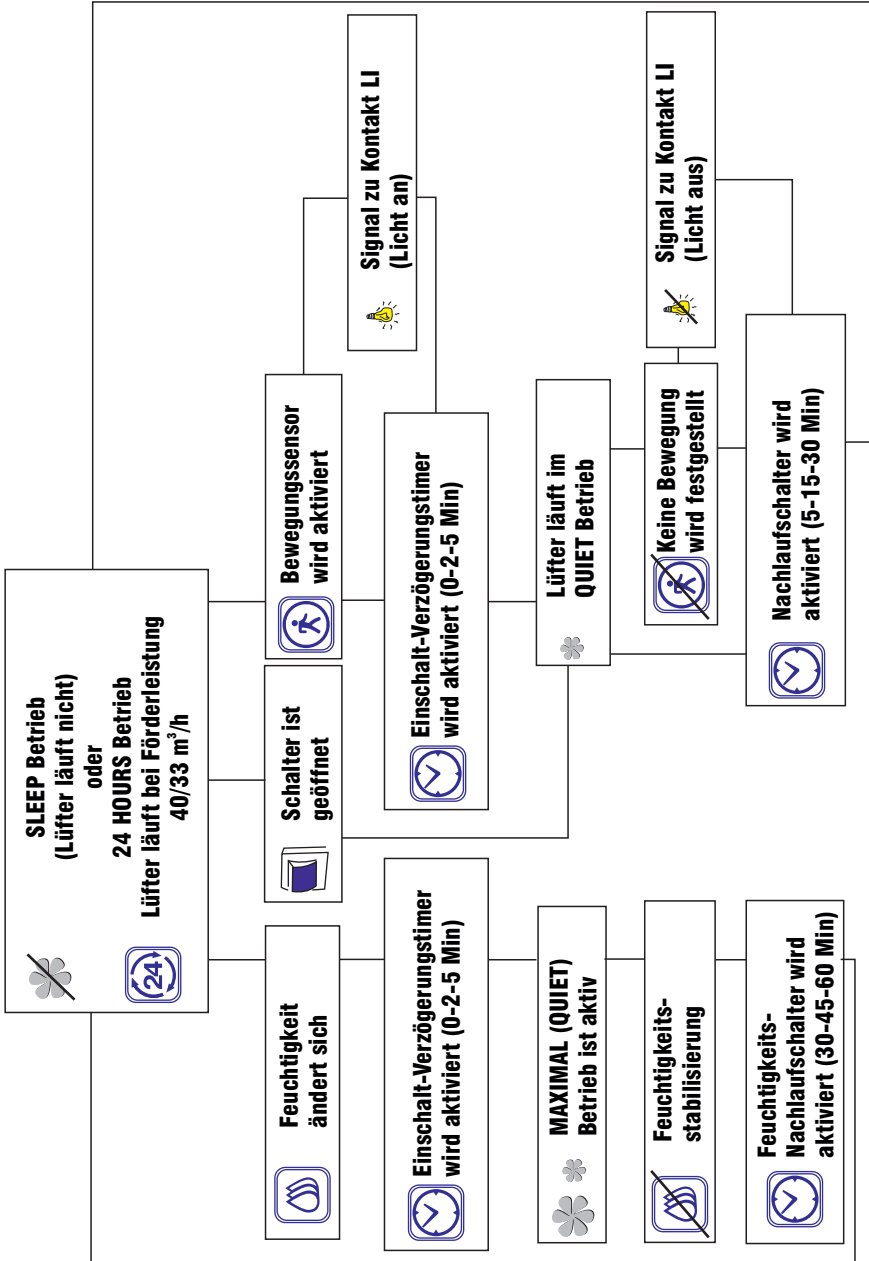 SLEEP Betrieb
(Lüfter läuft nicht)
oder
24 HOURS Betrieb
Lüfter läuft bei Förderleistung
40/33 m³/h
24
Feuchtigkeit
ändert sich
Schalter ist
geöffnet
Bewegungssensor
wird aktiviert
Signal zu Kontakt LI
(Licht an)
Einschalt-Verzögerungstimer
wird aktiviert (0-2-5 Min)
Einschalt-Verzögerungstimer
wird aktiviert (0-2-5 Min)
MAXIMAL (QUIET)
Betrieb ist aktiv
Lüfter läuft im
QUIET Betrieb
Feuchtigkeits-
stabilisierung
Keine Bewegung
wird festgestellt
Signal zu Kontakt LI
(Licht aus)
Feuchtigkeits-
Nachlaufschalter wird
aktiviert (30-45-60 Min)
Nachlaufschalter wird
aktiviert (5-15-30 Min)